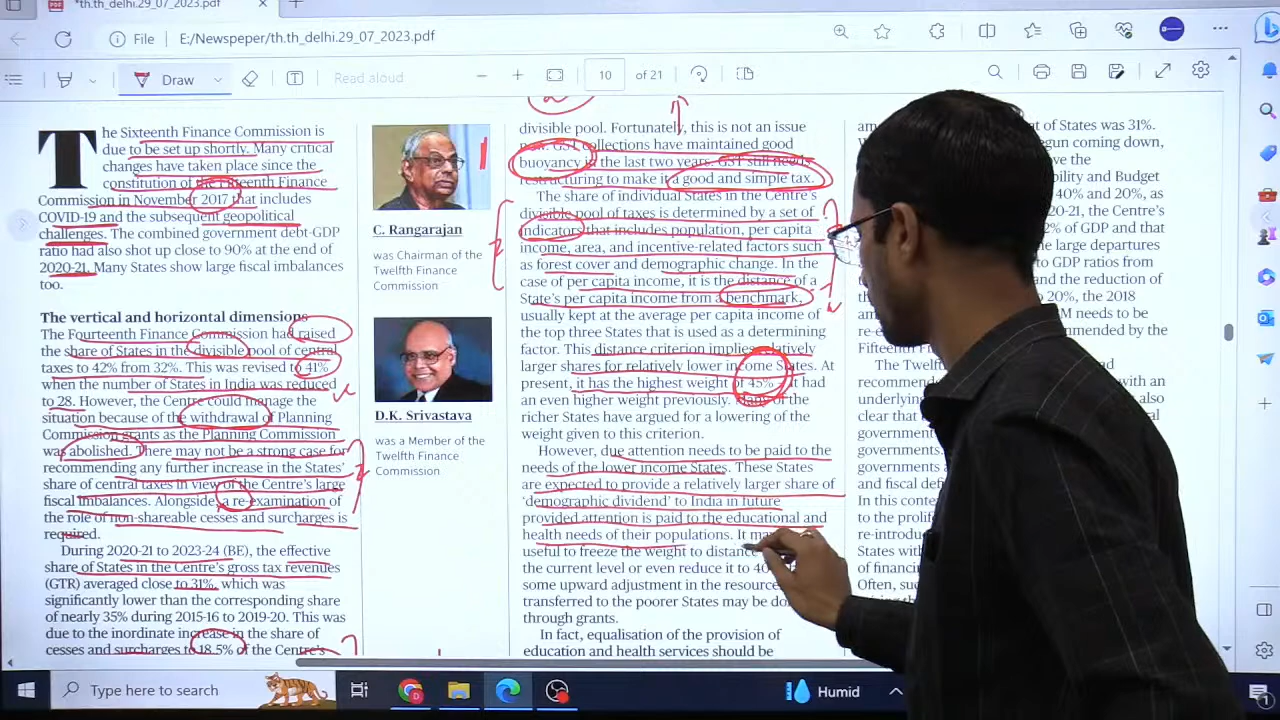 *th.th_delhi.29_07_2023.pdf
File E:/Newspeper/th.th_delhi.29_07_2023.pdf
Draw
Read aloud
10 of 21
The Sixteenth Finance Commission is
due to be set up shortly. Many critical
changes have taken place since the
constitution of the Fifteenth Finance
Commission in November 2017 that includes
COVID-19 and the subsequent geopolitical
challenges. The combined government debt-GDP
ratio had also shot up close to 90% at the end of
2020-21. Many States show large fiscal imbalances
too.
The vertical and horizontal dimensions
The Fourteenth Finance Commission had raised
the share of States in the divisible pool of central
taxes to 42% from 32%. This was revised to 41%
when the number of States in India was reduced
to 28. However, the Centre could manage the
situation because of the withdrawal of Planning
Commission grants as the Planning Commission
was abolished. There may not be a strong case for
recommending any further increase in the States'
share of central taxes in view of the Centre's large
fiscal imbalances. Alongside, a re-examination of
the role of non-shareable cesses and surcharges is
required.
During 2020-21 to 2023-24 (BE), the effective
share of States in the Centre's gross tax revenues
(GTR) averaged close to 31%, which was
significantly lower than the corresponding share
of nearly 35% during 2015-16 to 2019-20. This was
due to the inordinate increase in the share of
cesses and surcharges to 18.5% of the Centre's
C. Rangarajan
was Chairman of the
Twelfth Finance
Commission
D.K. Srivastava
was a Member of the
Twelfth Finance
Commission
divisible pool. Fortunately, this is not an issue
now. GST collections have maintained good
buoyancy in the last two years. GST still needs
restructuring to make it a good and simple tax.
The share of individual States in the Centre's
divisible pool of taxes is determined by a set of
indicators that includes population, per capita
income, area, and incentive-related factors such
as forest cover and demographic change. In the
case of per capita income, it is the distance of a
State's per capita income from a benchmark,
usually kept at the average per capita income of
the top three States that is used as a determining
factor. This distance criterion implies relatively
larger shares for relatively lower income States. At
present, it has the highest weight of 45%. It had
an even higher weight previously. Many of the
richer States have argued for a lowering of the
weight given to this criterion.
However, due attention needs to be paid to the
needs of the lower income States. These States
are expected to provide a relatively larger share of
'demographic dividend' to India in future
provided attention is paid to the educational and
health needs of their populations. It
useful to freeze the weight to distance
the current level or even reduce it to
some upward adjustment in the
transferred to the poorer States may be
through grants.
In fact, equalisation of the provision of
education and health services should be
at of States was 31%.
gun coming down,
ve the
bility and Budget
40% and 20%, as
20-21, the Centre's
% of GDP and that
e large departures
to GDP ratios from
and the reduction of
20%, the 2018
M needs to be
re-e mmended by the
Fifteenth Fin
The T
recommend with an
underlying also
clear that
government
governments a
and fiscal def
In this conte
to the prolif
re-introdu
States with
of financin
Often, suc
Type here to search
Humid